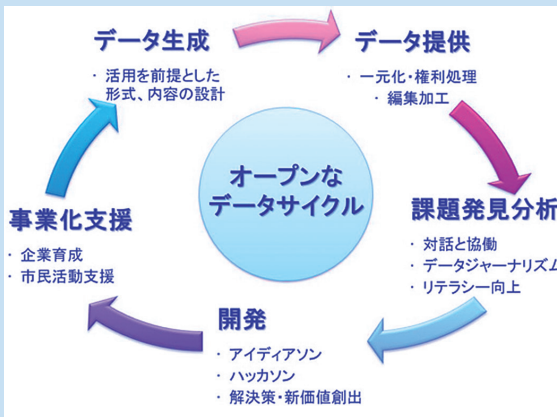 データ生成
・ 活用を前提とした
形式、内容の設計
データ提供
・ 一元化・権利処理
・ 編集加工
オープンな
データサイクル
課題発見分析
・ 対話と協働
・ データジャーナリズム
・ リテラシー向上
開発
・ アイディアソン
・ ハッカソン
・ 解決策・新価値創出
事業化支援
・ 企業育成
・ 市民活動支援